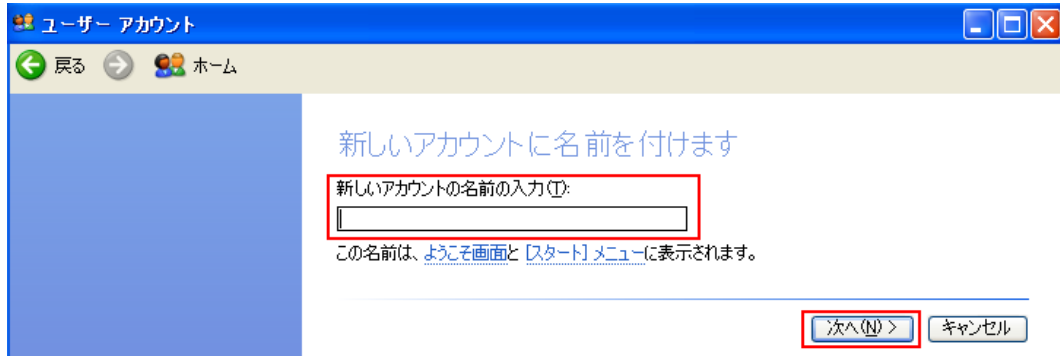 ユーザー アカウント
戻る ホーム
新しいアカウントに名前を付けます
新しいアカウントの名前の入力(T):
この名前は、ようこそ画面と [スタート] メニューに表示されます。
次へ(N) > キャンセル